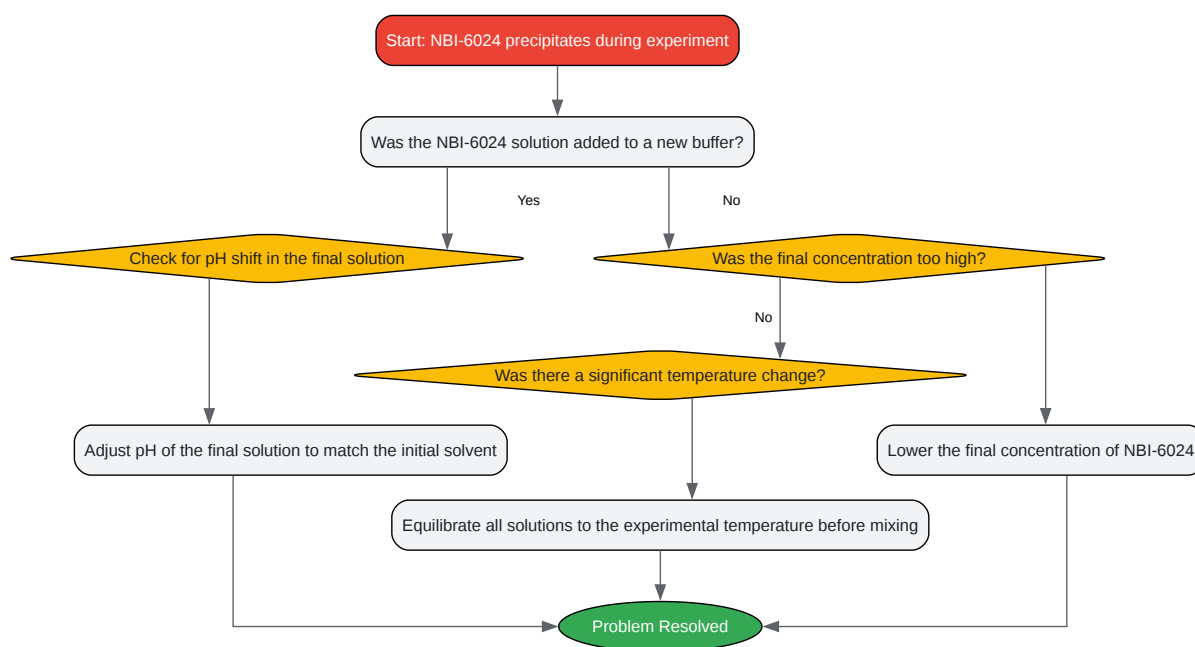 Start: NBI-6024 precipitates during experiment
Was the NBI-6024 solution added to a new buffer?
Yes
No
Check for pH shift in the final solution
Was the final concentration too high?
No
Was there a significant temperature change?
Adjust pH of the final solution to match the initial solvent
Lower the final concentration of NBI-6024
Equilibrate all solutions to the experimental temperature before mixing
Problem Resolved